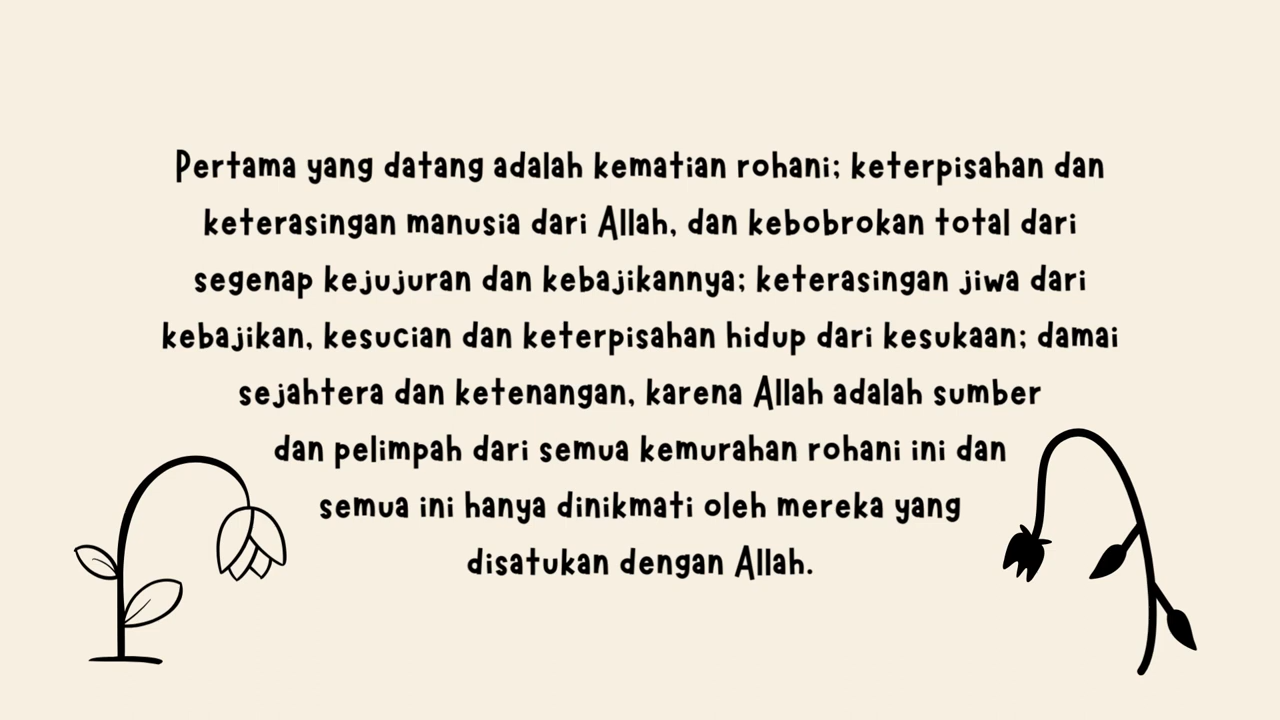 Pertama yang datang adalah kematian rohani; keterpisahan dan
keterasingan manusia dari Allah, dan kebobrokan total dari
segenap kejujuran dan kebajikannya; keterasingan jiwa dari
kebajikan, kesucian dan keterpisahan hidup dari kesukaan; damai
sejahtera dan ketenangan, karena Allah adalah sumber
dan pelimpah dari semua kemurahan rohani ini dan
semua ini hanya dinikmati oleh mereka yang
disatukan dengan Allah.